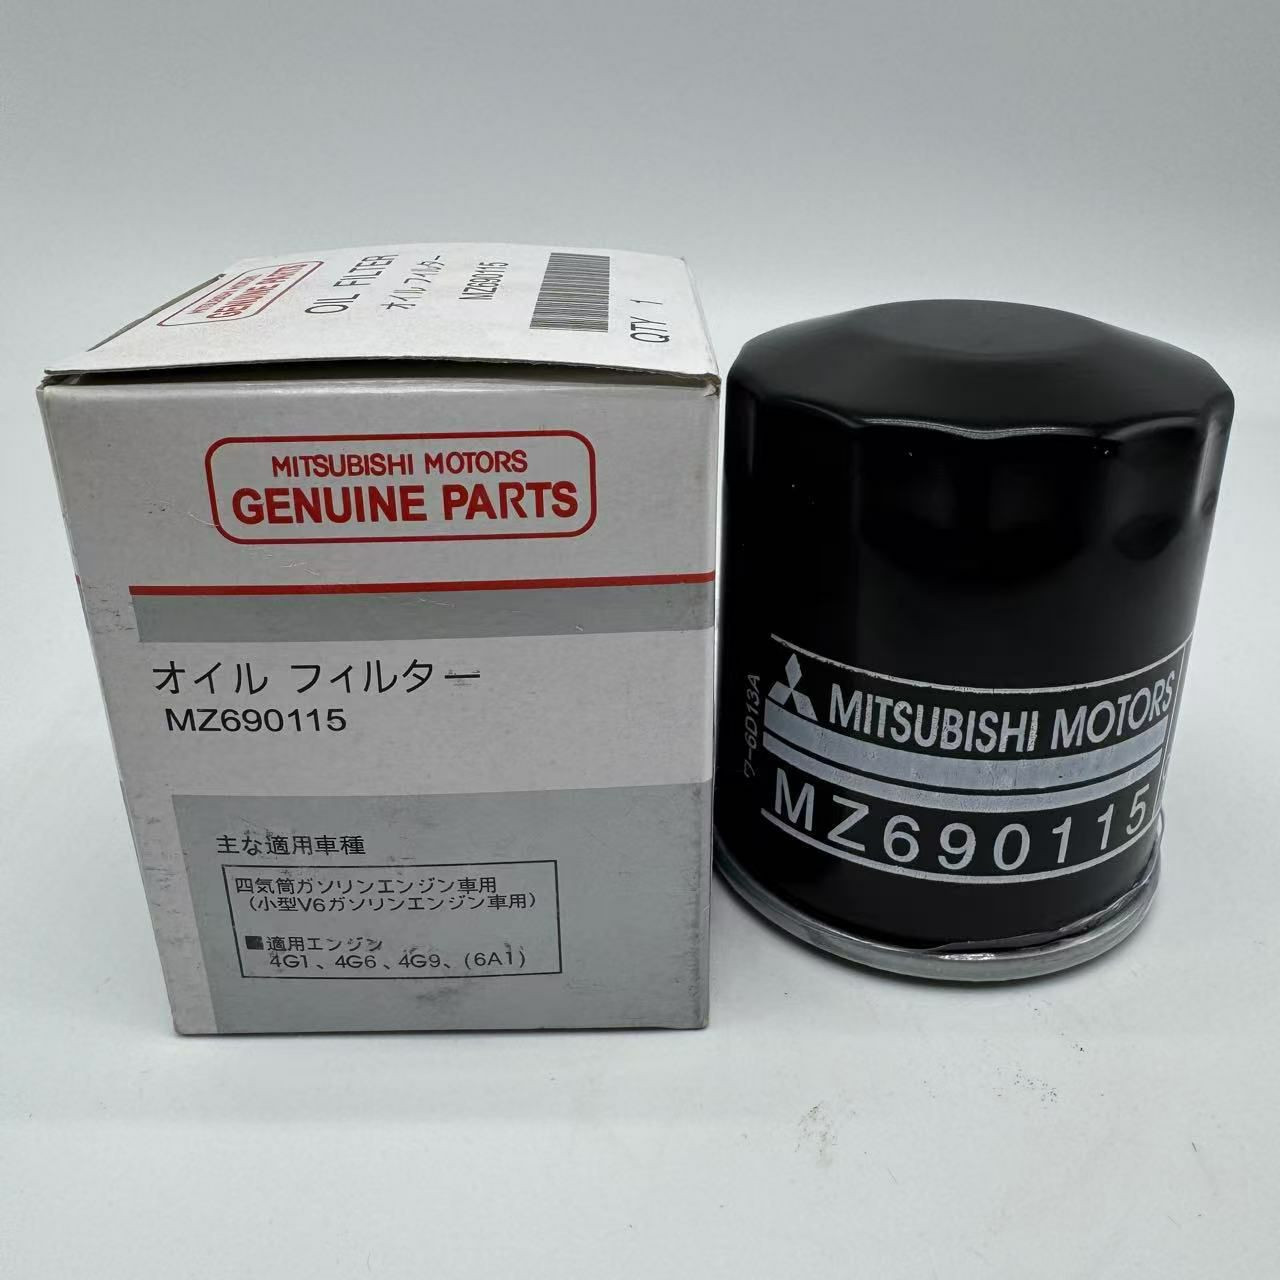 MITSUBISHI MOTORS
GENUINE PARTS
OIL FILTER
オイル フィルター
MZ690115
QTY 1
MITSUBISHI MOTORS
GENUINE PARTS
オイル フィルター
MZ690115
主な適用車種
四気筒ガソリンエンジン車用
(小型V6ガソリンエンジン車用)
■適用エンジン
4G1、4G6、4G9、(6A1)
ワ-6D13A
MITSUBISHI MOTORS
MZ690115